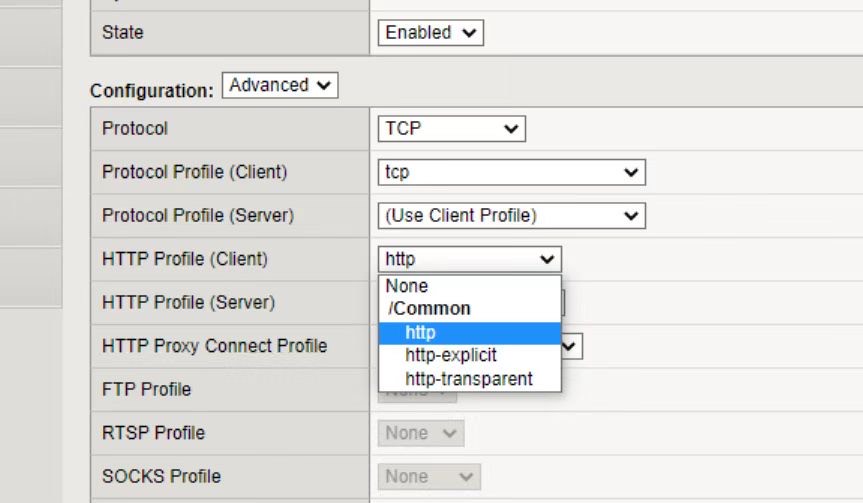 State Enabled
Configuration: Advanced
Protocol TCP
Protocol Profile (Client) tcp
Protocol Profile (Server) (Use Client Profile)
HTTP Profile (Client) http
None
/Common
HTTP Profile (Server)
http
HTTP Proxy Connect Profile
http-explicit
http-transparent
FTP Profile
RTSP Profile None
SOCKS Profile None